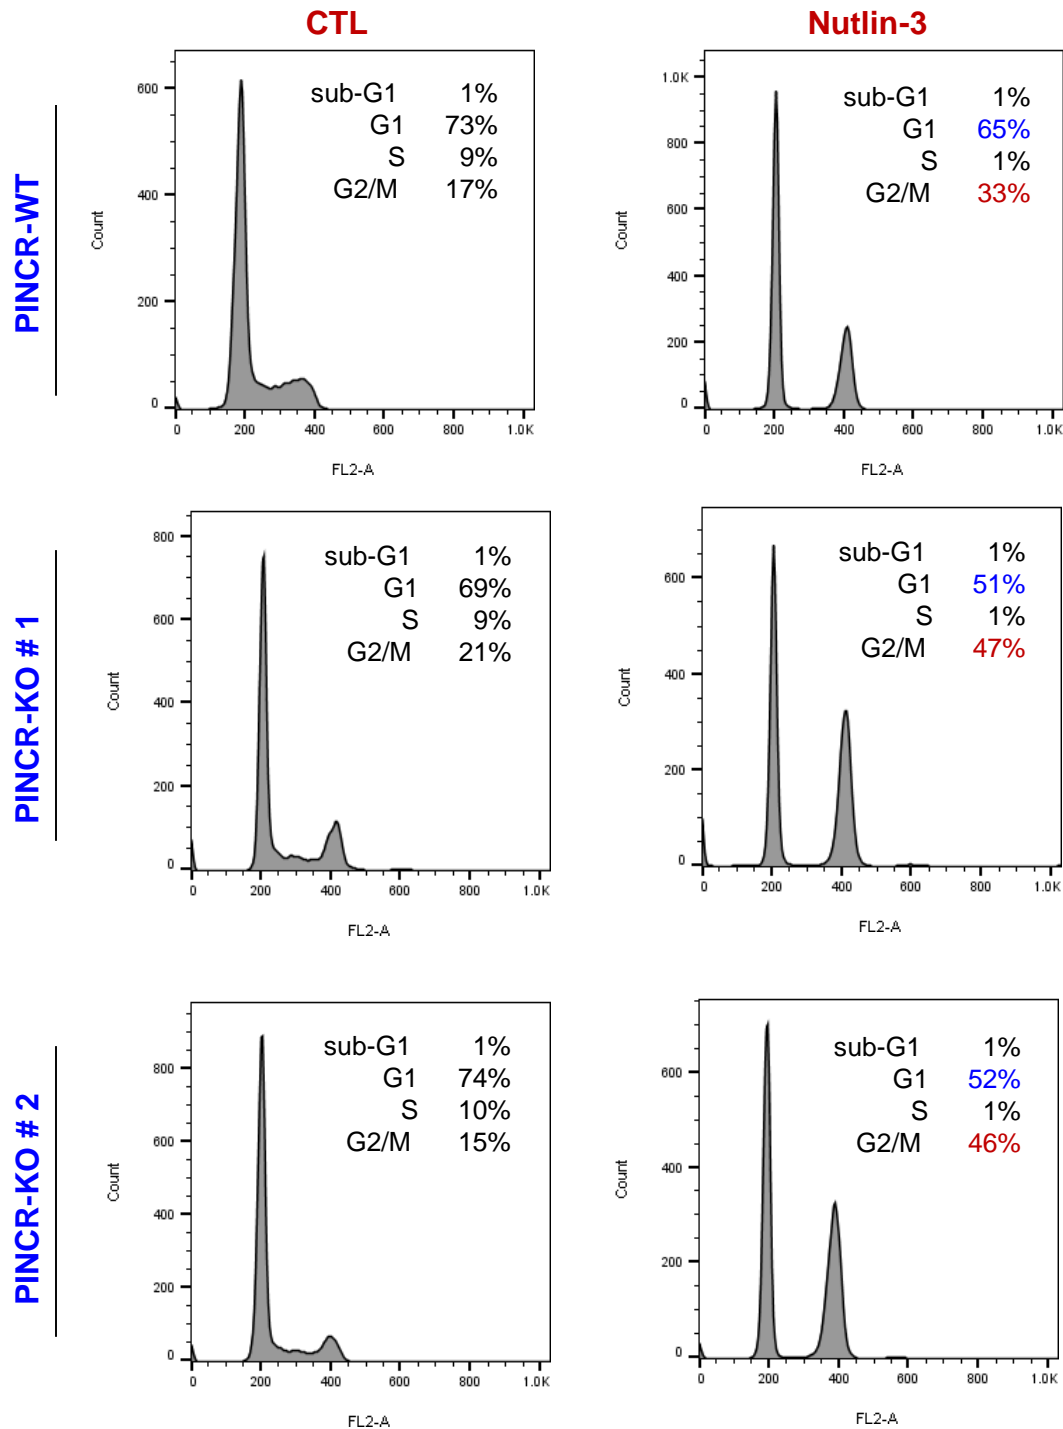 CTL
Nutlin-3
PINCR-WT
sub-G1 1%
G1 73%
S 9%
G2/M 17%
Count
600
400
200
0
0 200 400 600 800 1.0K
FL2-A
sub-G1 1%
G1 65%
S 1%
G2/M 33%
Count
1.0K
800
600
400
200
0
0 200 400 600 800 1.0K
FL2-A
PINCR-KO # 1
sub-G1 1%
G1 69%
S 9%
G2/M 21%
Count
800
600
400
200
0
0 200 400 600 800 1.0K
FL2-A
sub-G1 1%
G1 51%
S 1%
G2/M 47%
Count
600
400
200
0
0 200 400 600 800 1.0K
FL2-A
PINCR-KO # 2
sub-G1 1%
G1 74%
S 10%
G2/M 15%
Count
800
600
400
200
0
0 200 400 600 800 1.0K
FL2-A
sub-G1 1%
G1 52%
S 1%
G2/M 46%
Count
600
400
200
0
0 200 400 600 800 1.0K
FL2-A